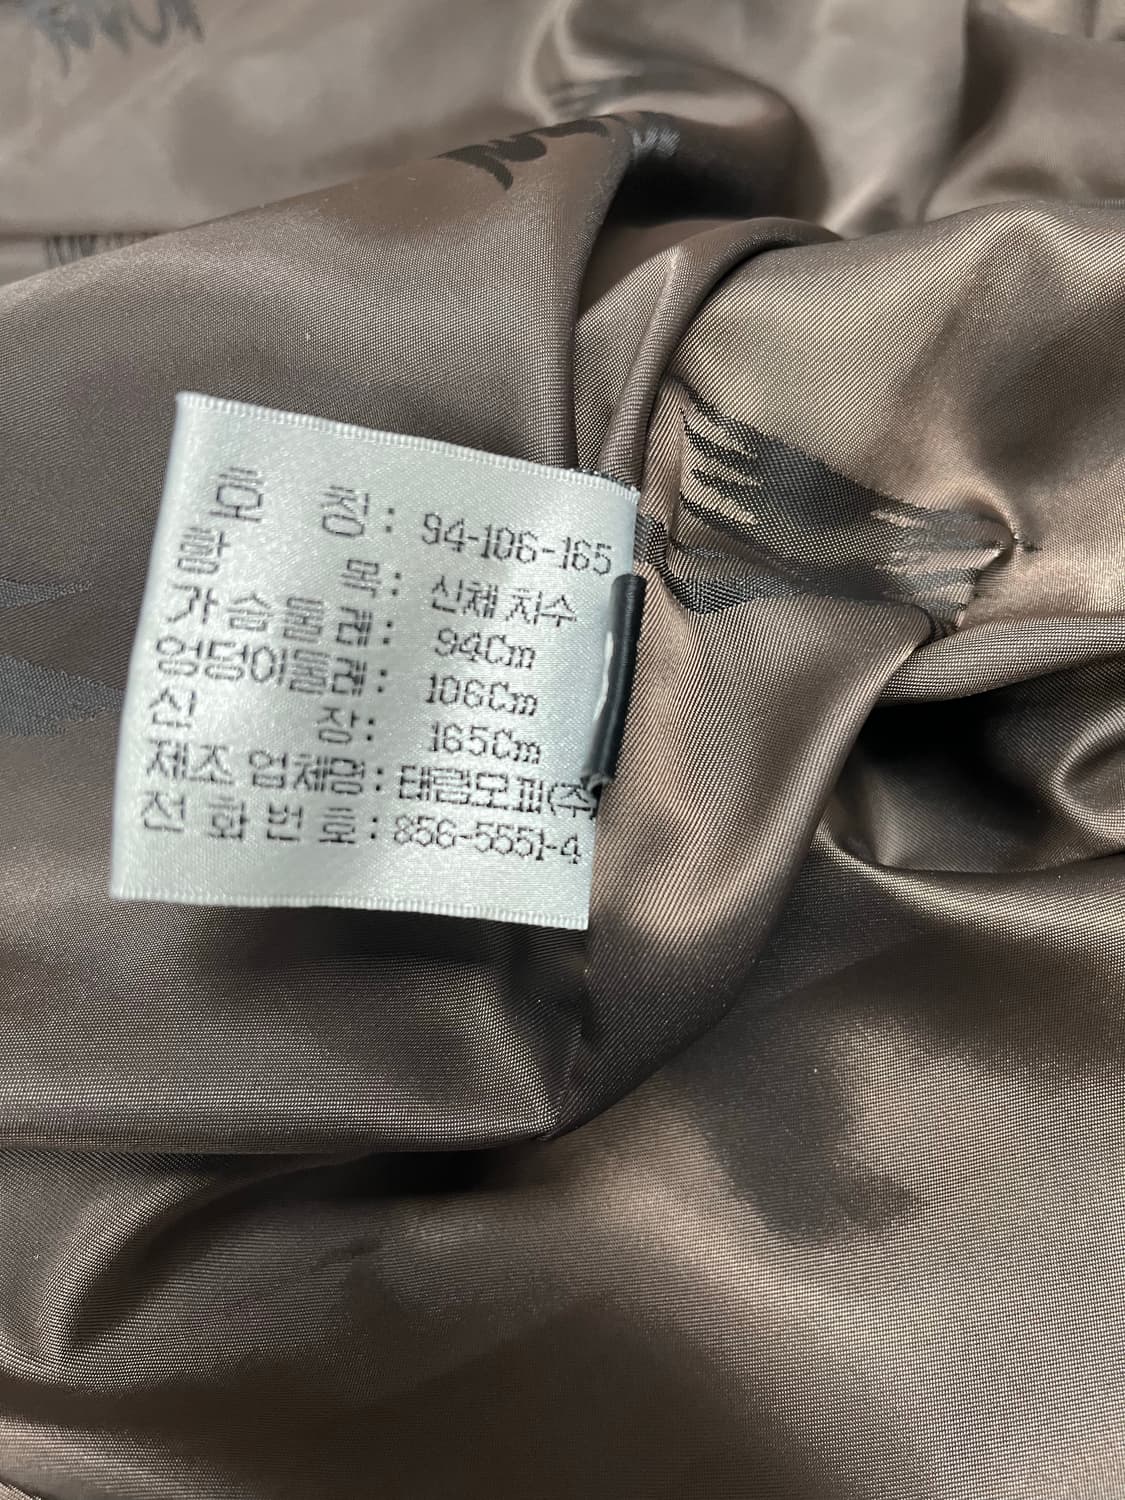 호 칭 : 94-106-165
항 목 : 신체 치수
가 슴 둘 레 : 94Cm
엉덩이둘 레 : 106Cm
신 장 : 165Cm
제조 업체명 : 태림모피(주
전 화 번 호 : 856-5551-4